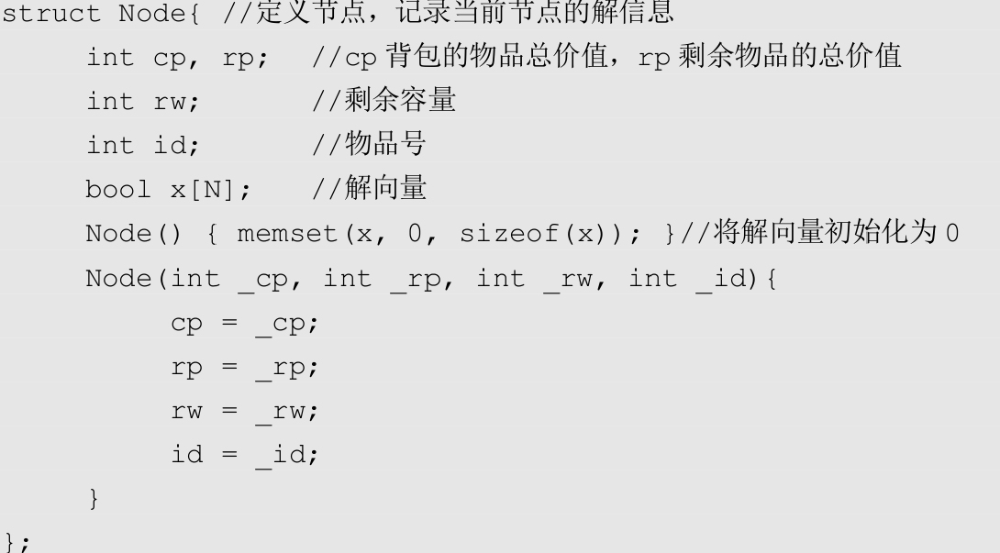 struct Node{ //定义节点，记录当前节点的解信息
int cp, rp; //cp 背包的物品总价值，rp 剩余物品的总价值
int rw; //剩余容量
int id; //物品号
bool x[N]; //解向量
Node() { memset(x, 0, sizeof(x)); }//将解向量初始化为 0
Node(int _cp, int _rp, int _rw, int _id){
cp = _cp;
rp = _rp;
rw = _rw;
id = _id;
}
};